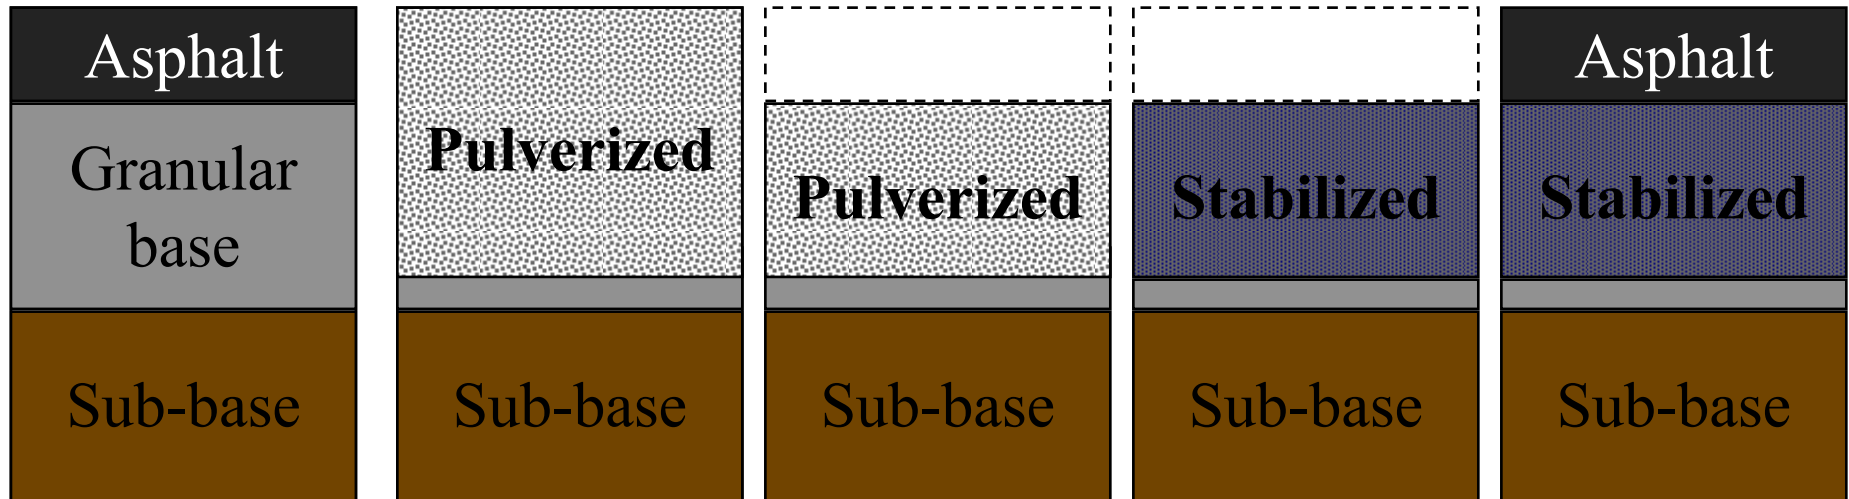 Asphalt
Granular
base
Sub-base
Pulverized
Sub-base
Pulverized
Sub-base
Stabilized
Sub-base
Asphalt
Stabilized
Sub-base